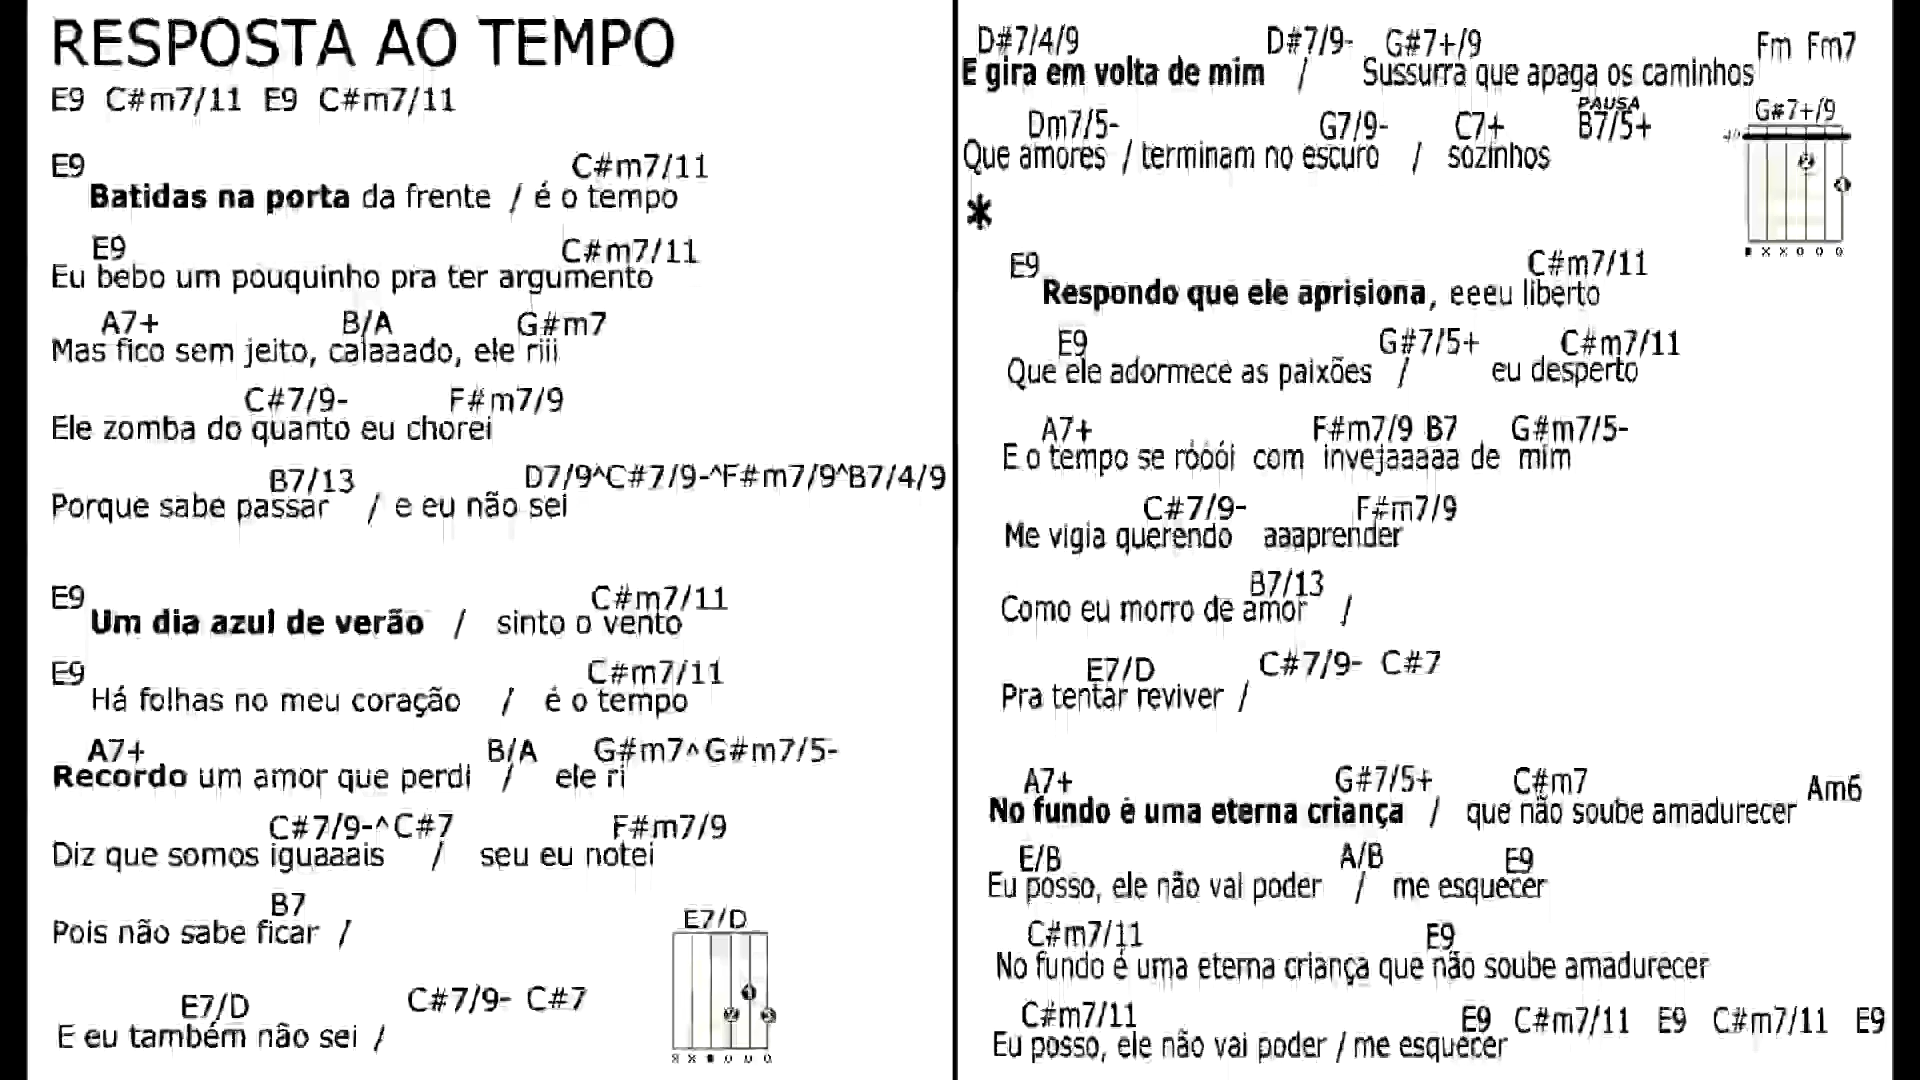 RESPOSTA AO TEMPO
E9 C#m7/11 E9 C#m7/11
E9 C#m7/11
Batidas na porta da frente / é o tempo
E9 C#m7/11
Eu bebo um pouquinho pra ter argumento
A7+ B/A G#m7
Mas fico sem jeito, calaaado, ele riii
C#7/9- F#m7/9
Ele zomba do quanto eu chorei
B7/13 D7/9^C#7/9-^F#m7/9^B7/4/9
Porque sabe passar / e eu não sei
E9 C#m7/11
Um dia azul de verão / sinto o vento
E9 C#m7/11
Há folhas no meu coração / é o tempo
A7+ B/A G#m7^G#m7/5-
Recordo um amor que perdi / ele ri
C#7/9-^C#7 F#m7/9
Diz que somos iguaaais / seu eu notei
B7
Pois não sabe ficar /
E7/D C#7/9- C#7
E eu também não sei /
E7/D
D#7/4/9 D#7/9- G#7+/9 Fm Fm7
E gira em volta de mim / Sussurra que apaga os caminhos
PAUSA
Dm7/5- G7/9- C7+ B7/5+
Que amores / terminam no escuro / sozinhos
G#7+/9
*
E9 C#m7/11
Respondo que ele aprisiona, eeeu liberto
E9 G#7/5+ C#m7/11
Que ele adormece as paixões / eu desperto
A7+ F#m7/9 B7 G#m7/5-
E o tempo se róóói com invejaaaaa de mim
C#7/9- F#m7/9
Me vigia querendo aaaprender
B7/13
Como eu morro de amor /
E7/D C#7/9- C#7
Pra tentar reviver /
A7+ G#7/5+ C#m7 Am6
No fundo é uma eterna criança / que não soube amadurecer
E/B A/B E9
Eu posso, ele não vai poder / me esquecer
C#m7/11 E9
No fundo é uma eterna criança que não soube amadurecer
C#m7/11 E9 C#m7/11 E9 C#m7/11 E9
Eu posso, ele não vai poder / me esquecer